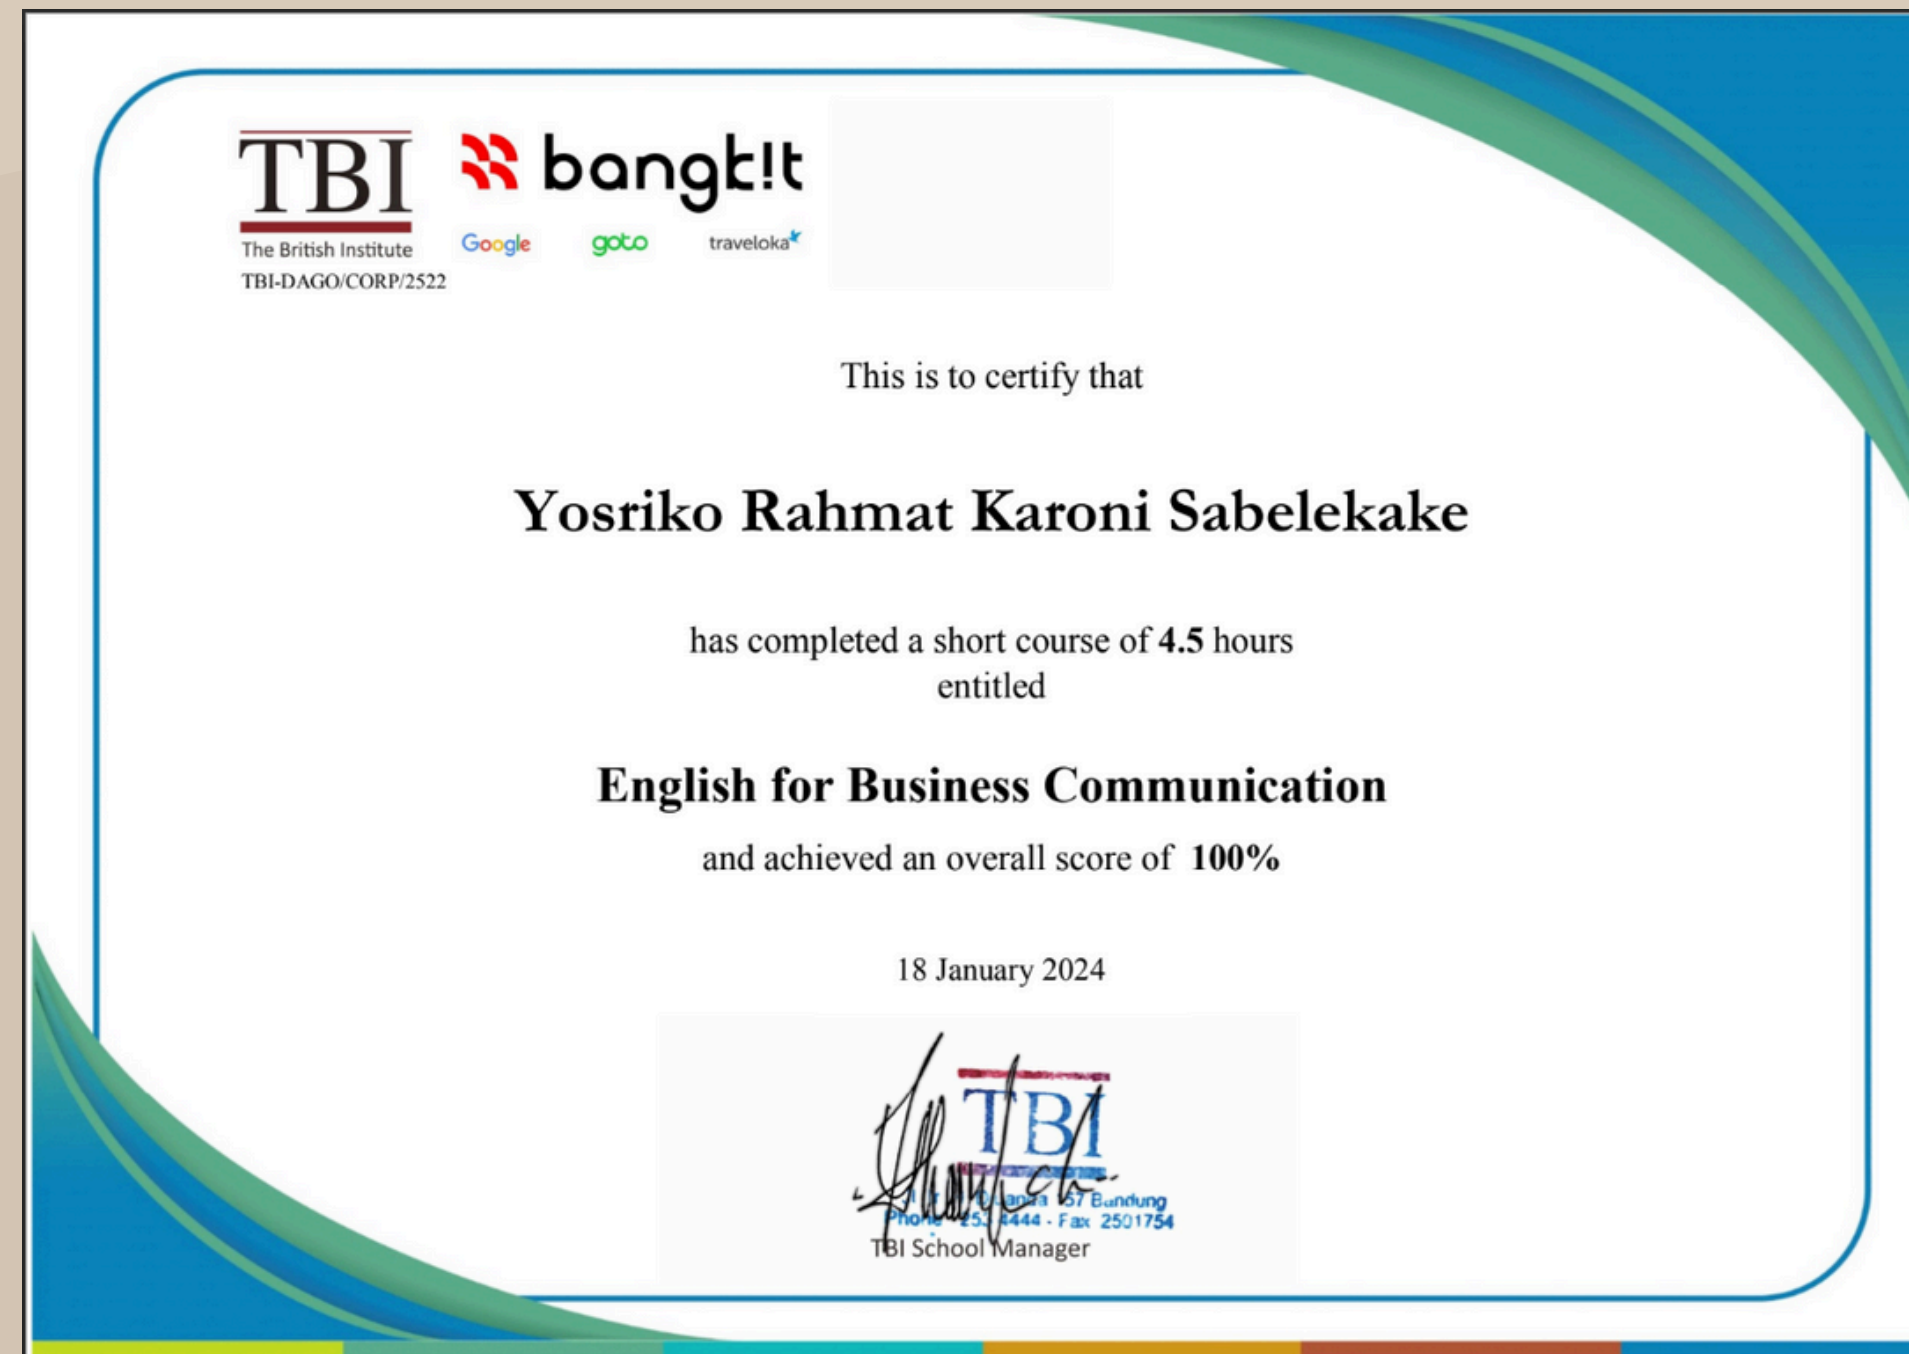 TBI
The British Institute
TBI-DAGO/CORP/2522
bangk!t
Google goto traveloka
This is to certify that
Yosriko Rahmat Karoni Sabelekake
has completed a short course of 4.5 hours
entitled
English for Business Communication
and achieved an overall score of 100%
18 January 2024
TBI
157 Bandung
Phone 4444 - Fax 2501754
TBI School Manager